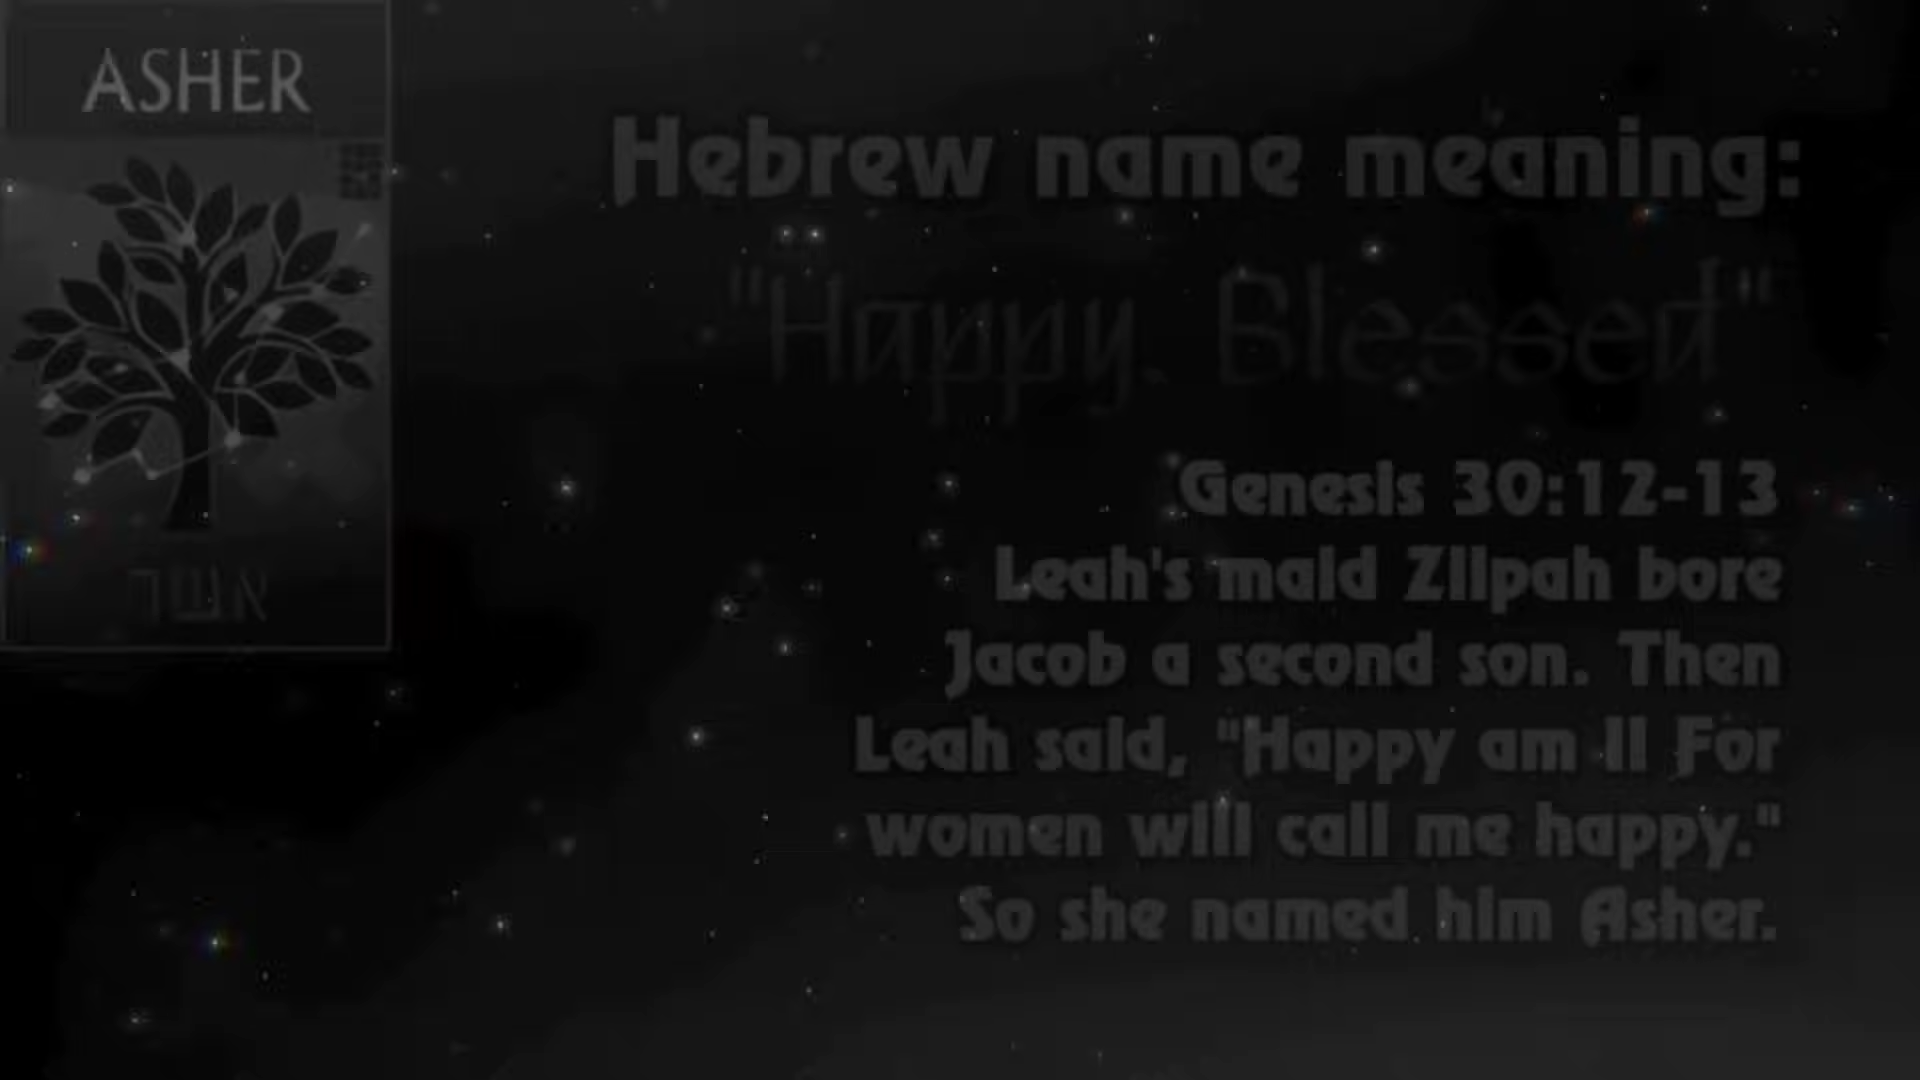 ASHER
אשר
Hebrew name meaning:
"Happy. Blessed"
Genesis 30:12-13
Leah's maid Zilpah bore
Jacob a second son. Then
Leah said, "Happy am I! For
women will call me happy."
So she named him Asher.